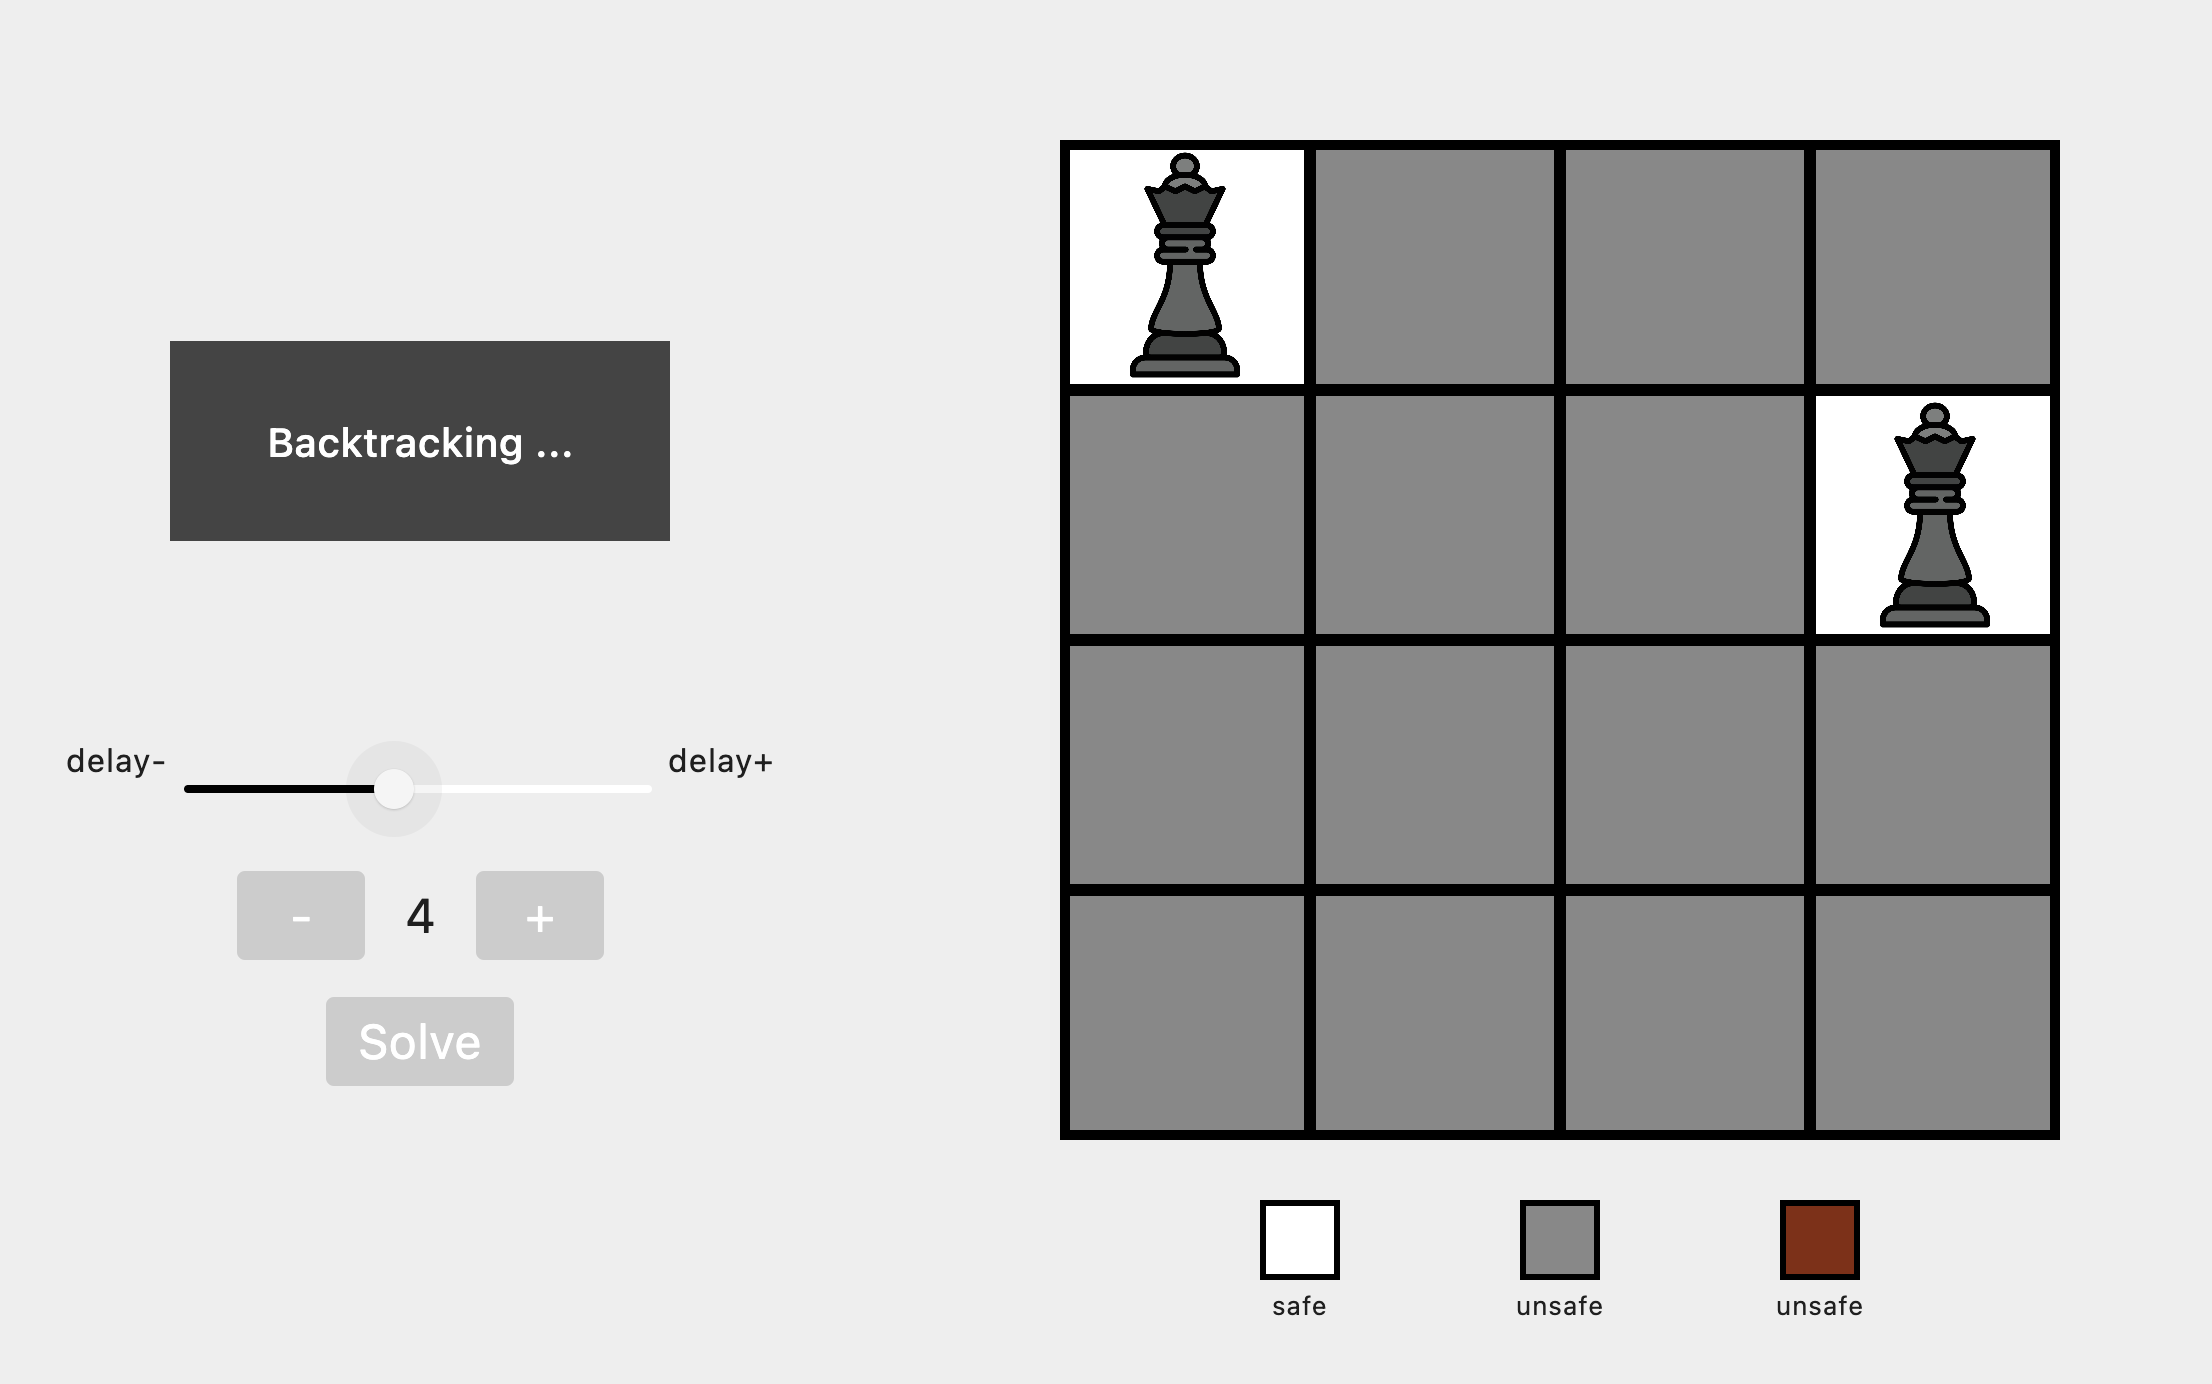 Backtracking ...
delay-
delay+
- 4 +
Solve
safe
unsafe
unsafe